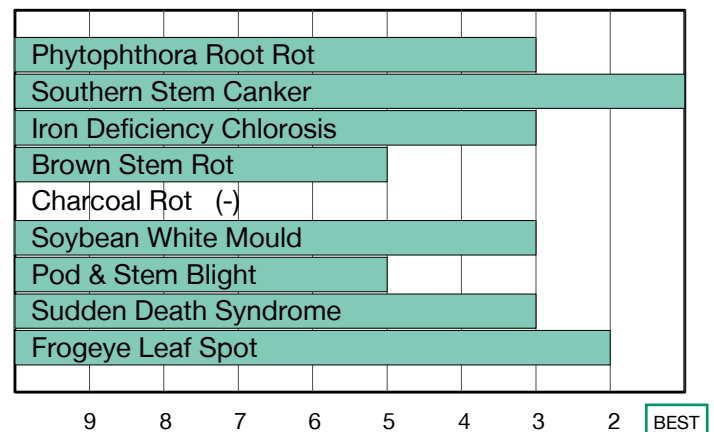 Phytophthora Root Rot
Southern Stem Canker
Iron Deficiency Chlorosis
Brown Stem Rot
Charcoal Rot (-)
Soybean White Mould
Pod & Stem Blight
Sudden Death Syndrome
Frogeye Leaf Spot
9 8 7 6 5 4 3 2 BEST